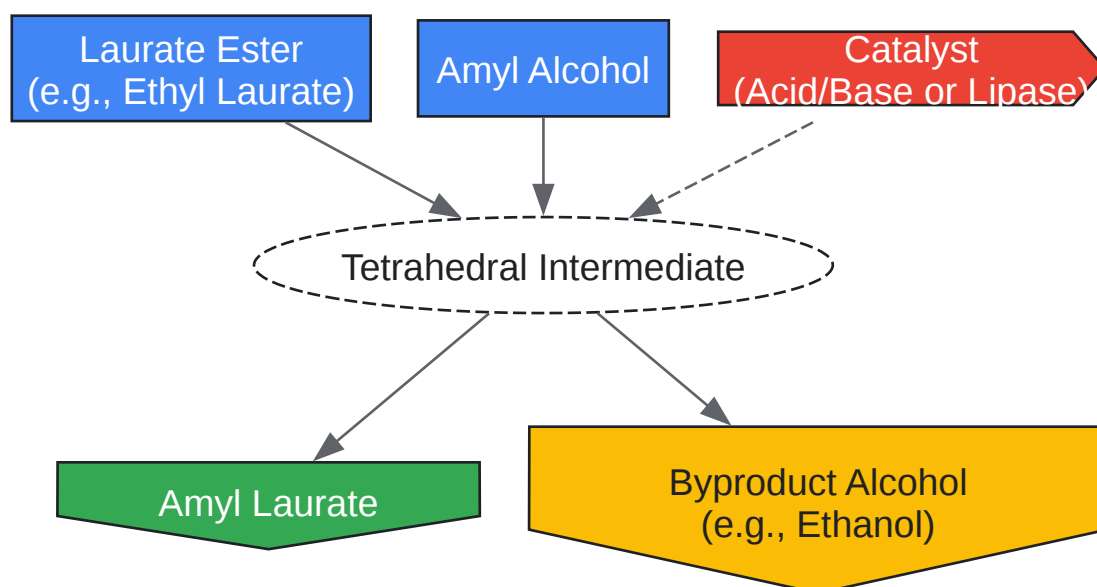 Laurate Ester
(e.g., Ethyl Laurate)
Amyl Alcohol
Catalyst
(Acid/Base or Lipase)
Tetrahedral Intermediate
Amyl Laurate
Byproduct Alcohol
(e.g., Ethanol)